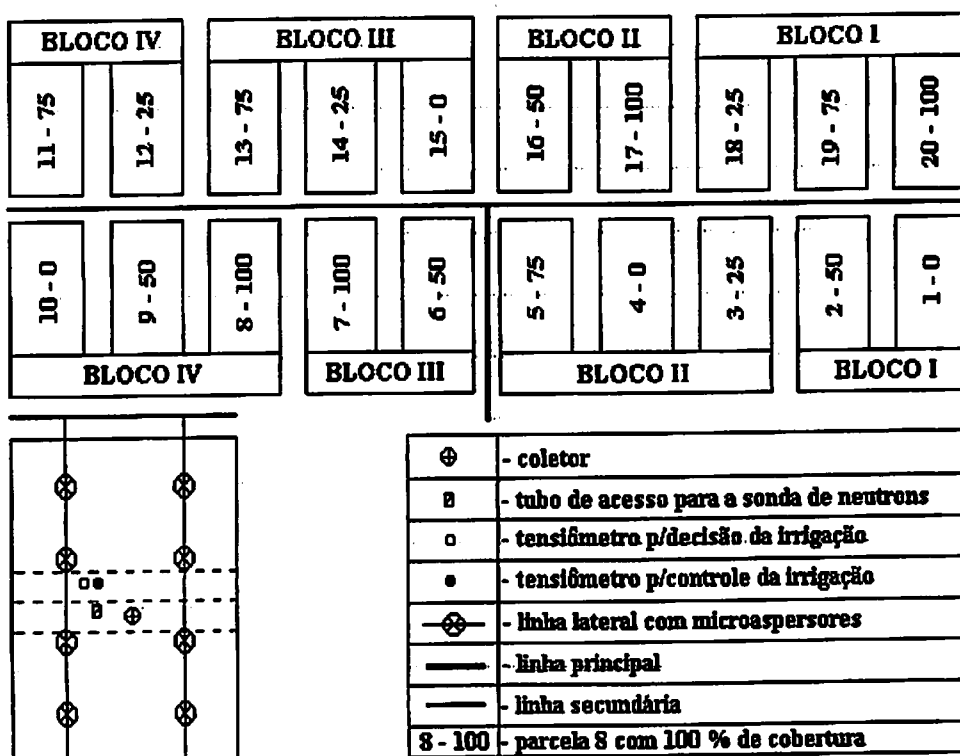 BLOCO IV BLOCO III BLOCO II BLOCO I
11 - 75 12 - 25 13 - 75 14 - 25 15 - 0 16 - 50 17 - 100 18 - 25 19 - 75 20 - 100
10 - 0 9 - 50 8 - 100 7 - 100 6 - 50 5 - 75 4 - 0 3 - 25 2 - 50 1 - 0
BLOCO IV BLOCO III BLOCO II BLOCO I
- coletor
- tubo de acesso para a sonda de neutrons
- tensiômetro p/decisão da irrigação
- tensiômetro p/controle da irrigação
- linha lateral com microaspersores
- linha principal
- linha secundária
8 - 100 - parcela 8 com 100 % de cobertura